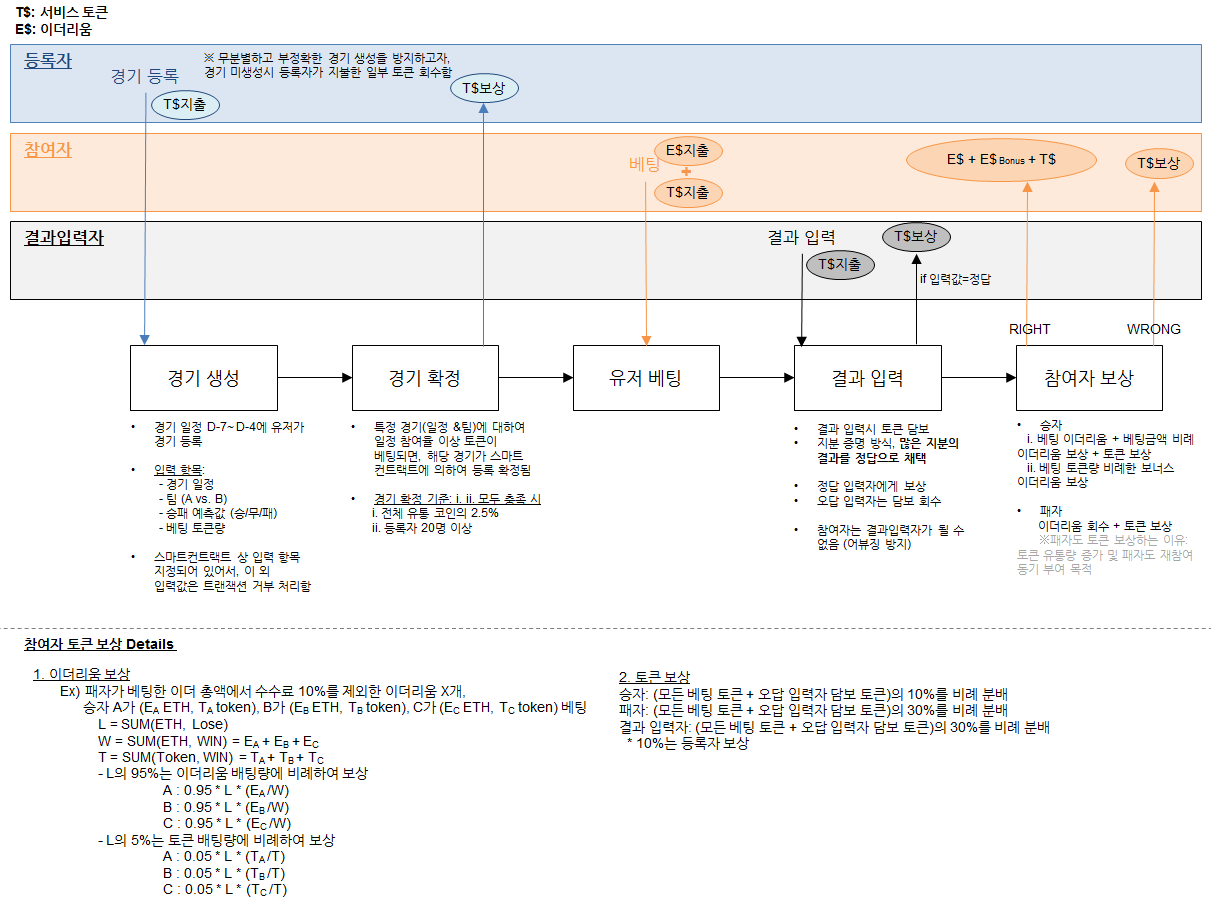 T$: 서비스 토큰
E$: 이더리움
등록자
※ 무분별하고 부정확한 경기 생성을 방지하고자,
경기 미생성시 등록자가 지불한 일부 토큰 회수함
경기 등록
T$지출
T$보상
참여자
베팅
E$지출
+
T$지출
E$ + E$ Bonus + T$
T$보상
결과입력자
결과 입력
T$지출
T$보상
if 입력값=정답
RIGHT
WRONG
경기 생성
경기 확정
유저 베팅
결과 입력
참여자 보상
• 경기 일정 D-7~ D-4에 유저가
경기 등록
• 입력 항목:
- 경기 일정
- 팀 (A vs. B)
- 승패 예측값 (승/무/패)
- 베팅 토큰량
• 스마트컨트랙트 상 입력 항목
지정되어 있어서, 이 외
입력값은 트랜잭션 거부 처리함
• 특정 경기(일정 &팀)에 대하여
일정 참여율 이상 토큰이
베팅되면, 해당 경기가 스마트
컨트랙트에 의하여 등록 확정됨
• 경기 확정 기준: i. ii. 모두 충족 시
i. 전체 유통 코인의 2.5%
ii. 등록자 20명 이상
• 결과 입력시 토큰 담보
• 지분 증명 방식, 많은 지분의
결과를 정답으로 채택
• 정답 입력자에게 보상
• 오답 입력자는 담보 회수
• 참여자는 결과입력자가 될 수
없음 (어뷰징 방지)
• 승자
i. 베팅 이더리움 + 베팅금액 비례
이더리움 보상 + 토큰 보상
ii. 베팅 토큰량 비례한 보너스
이더리움 보상
• 패자
이더리움 회수 + 토큰 보상
※패자도 토큰 보상하는 이유:
토큰 유통량 증가 및 패자도 재참여
동기 부여 목적
참여자 토큰 보상 Details
1. 이더리움 보상
Ex) 패자가 베팅한 이더 총액에서 수수료 10%를 제외한 이더리움 X개,
승자 A가 (EA ETH, TA token), B가 (EB ETH, TB token), C가 (EC ETH, TC token) 베팅
L = SUM(ETH, Lose)
W = SUM(ETH, WIN) = EA + EB + EC
T = SUM(Token, WIN) = TA + TB + TC
- L의 95%는 이더리움 배팅량에 비례하여 보상
A : 0.95 * L * (EA /W)
B : 0.95 * L * (EB /W)
C : 0.95 * L * (EC /W)
- L의 5%는 토큰 배팅량에 비례하여 보상
A : 0.05 * L * (TA /T)
B : 0.05 * L * (TB /T)
C : 0.05 * L * (TC /T)
2. 토큰 보상
승자: (모든 베팅 토큰 + 오답 입력자 담보 토큰)의 10%를 비례 분배
패자: (모든 베팅 토큰 + 오답 입력자 담보 토큰)의 30%를 비례 분배
결과 입력자: (모든 베팅 토큰 + 오답 입력자 담보 토큰)의 30%를 비례 분배
* 10%는 등록자 보상